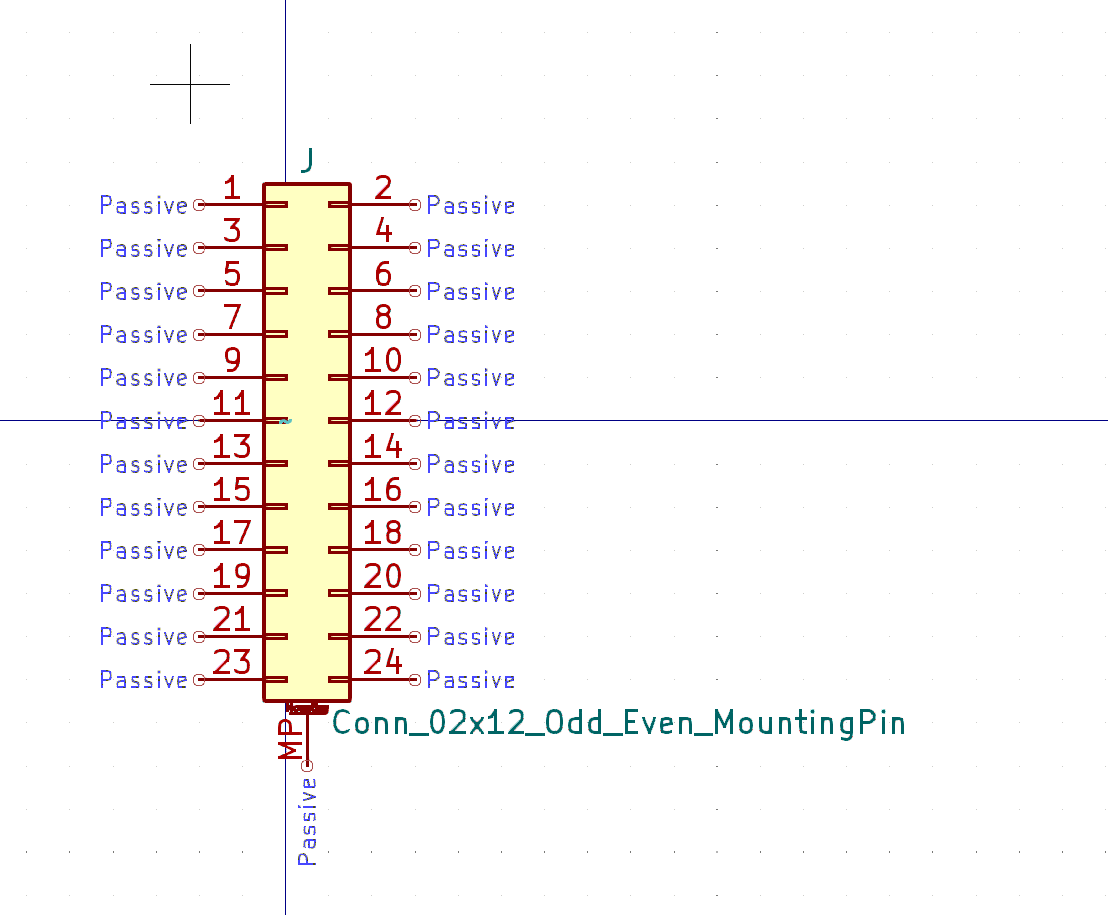 J
Passive 1 2 Passive
Passive 3 4 Passive
Passive 5 6 Passive
Passive 7 8 Passive
Passive 9 10 Passive
Passive 11 12 Passive
Passive 13 14 Passive
Passive 15 16 Passive
Passive 17 18 Passive
Passive 19 20 Passive
Passive 21 22 Passive
Passive 23 24 Passive
Conn_02x12_Odd_Even_MountingPin
MP
Passive